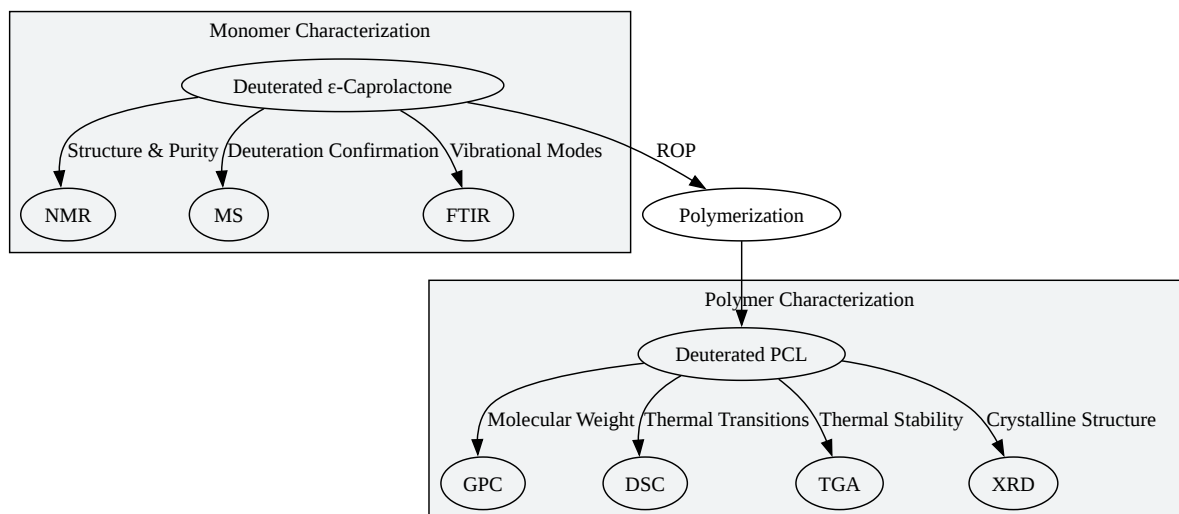 Monomer Characterization
Deuterated ε-Caprolactone
Structure & Purity
Deuteration Confirmation
Vibrational Modes
ROP
NMR
MS
FTIR
Polymerization
Polymer Characterization
Deuterated PCL
Molecular Weight
Thermal Transitions
Thermal Stability
Crystalline Structure
GPC
DSC
TGA
XRD